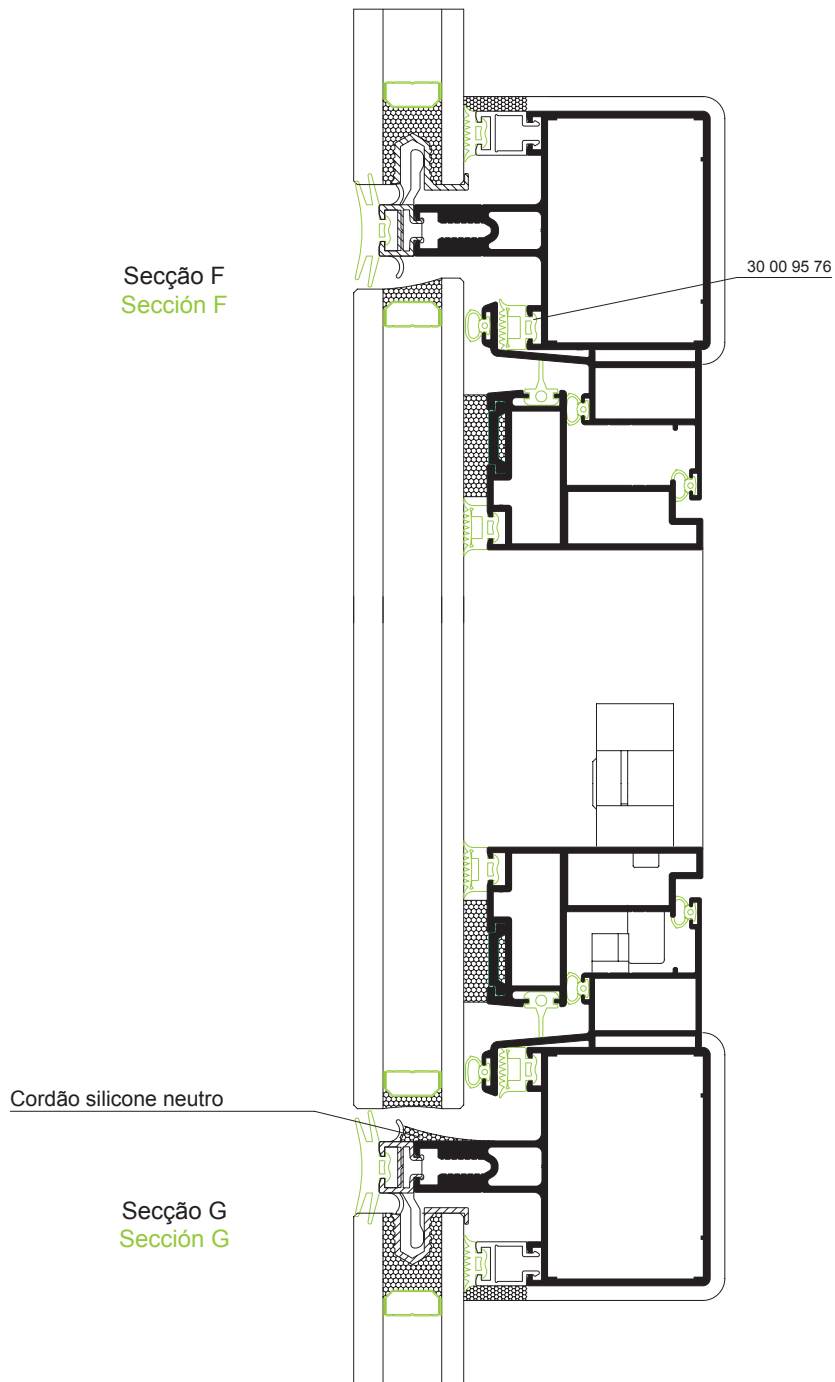 Secção F
Sección F
30 00 95 76
Cordão silicone neutro
Secção G
Sección G